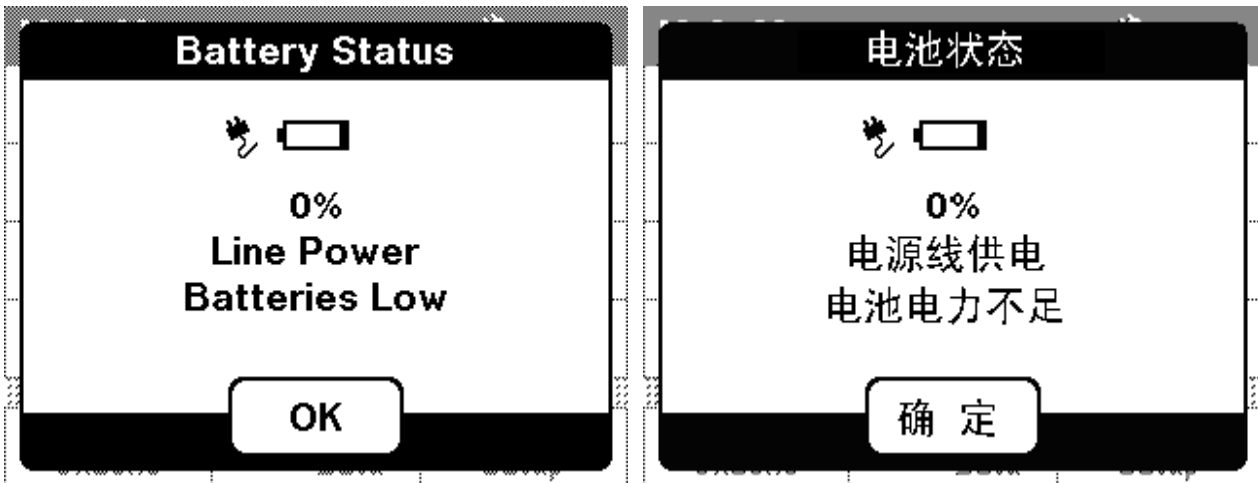 Battery Status
0%
Line Power
Batteries Low
OK
电池状态
0%
电源线供电
电池电力不足
确 定